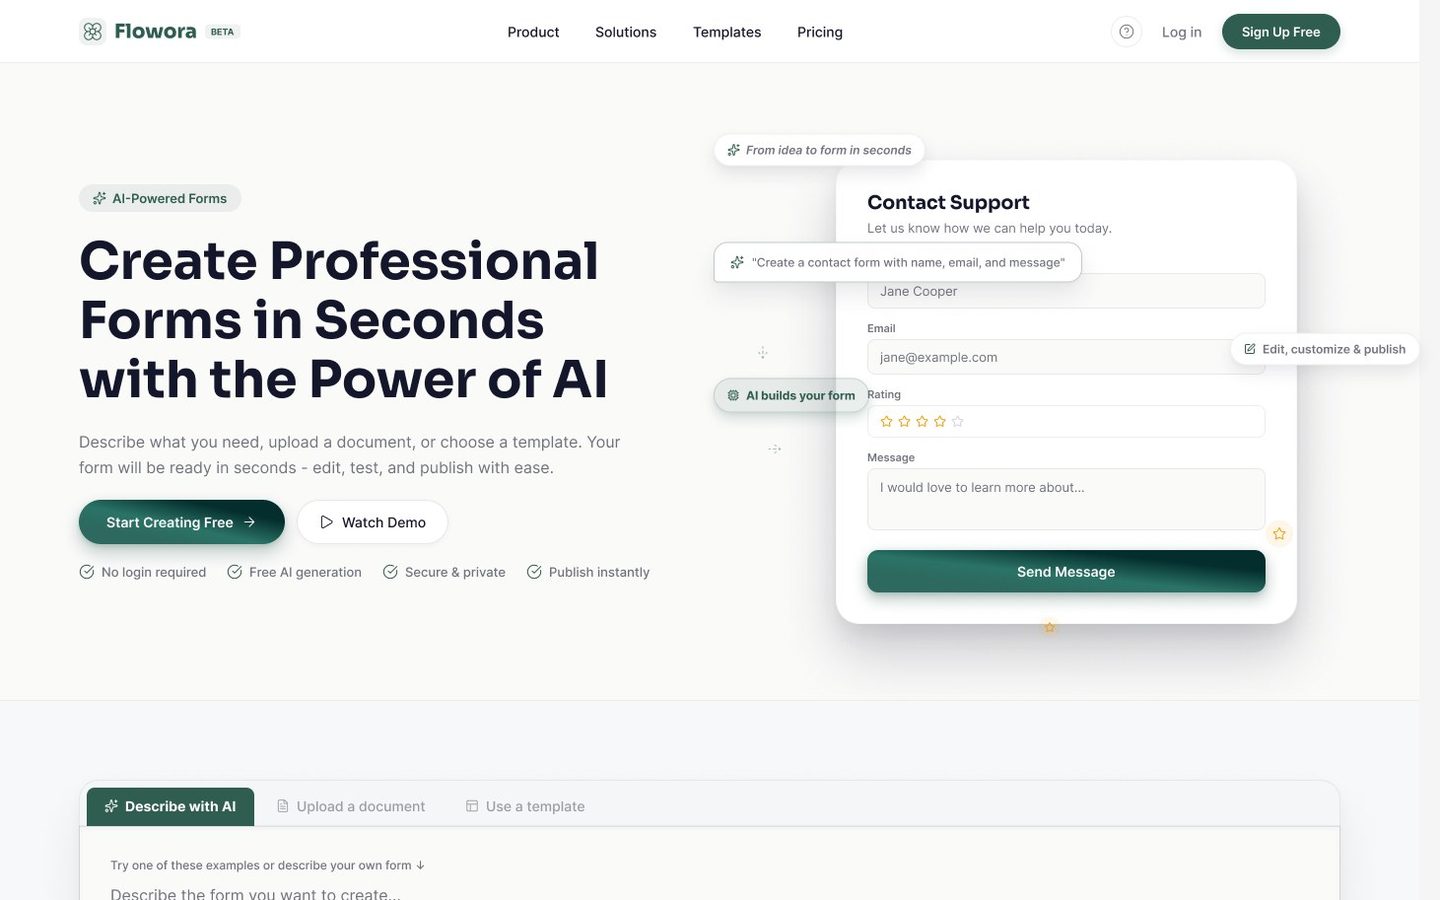 Flowora BETA
Product
Solutions
Templates
Pricing
Log in
Sign Up Free
AI-Powered Forms
Create Professional
Forms in Seconds
with the Power of AI
Describe what you need, upload a document, or choose a template. Your
form will be ready in seconds - edit, test, and publish with ease.
Start Creating Free
Watch Demo
No login required
Free AI generation
Secure & private
Publish instantly
From idea to form in seconds
Contact Support
Let us know how we can help you today.
"Create a contact form with name, email, and message"
Jane Cooper
Email
jane@example.com
Edit, customize & publish
AI builds your form
Rating
Message
I would love to learn more about...
Send Message
Describe with AI
Upload a document
Use a template
Try one of these examples or describe your own form ↓
Describe the form you want to create...